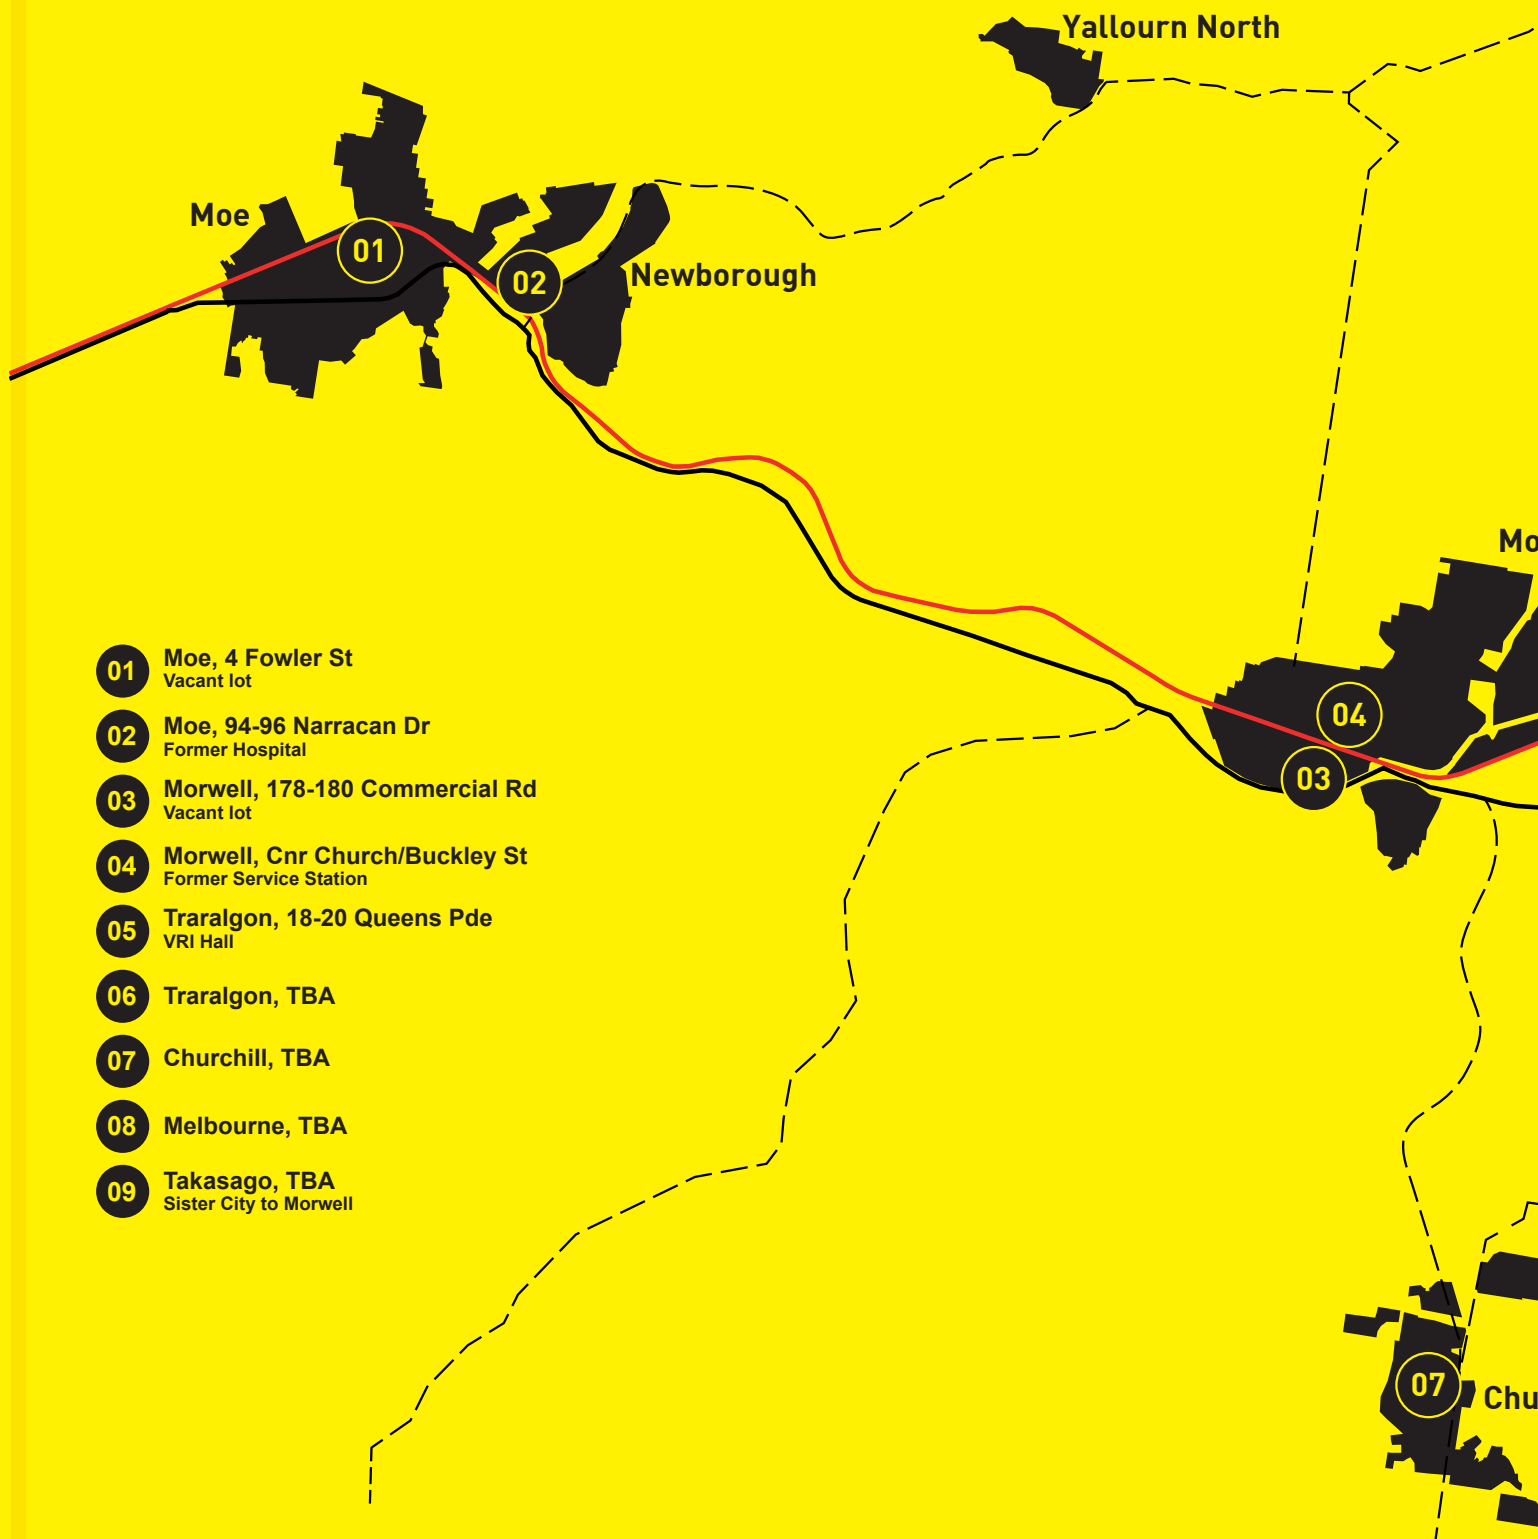 Yallourn North
Moe
01
02
Newborough
Mo
04
03
01 Moe, 4 Fowler St
Vacant lot
02 Moe, 94-96 Narracan Dr
Former Hospital
03 Morwell, 178-180 Commercial Rd
Vacant lot
04 Morwell, Cnr Church/Buckley St
Former Service Station
05 Traralgon, 18-20 Queens Pde
VRI Hall
06 Traralgon, TBA
07 Churchill, TBA
08 Melbourne, TBA
09 Takasago, TBA
Sister City to Morwell
07
Chu